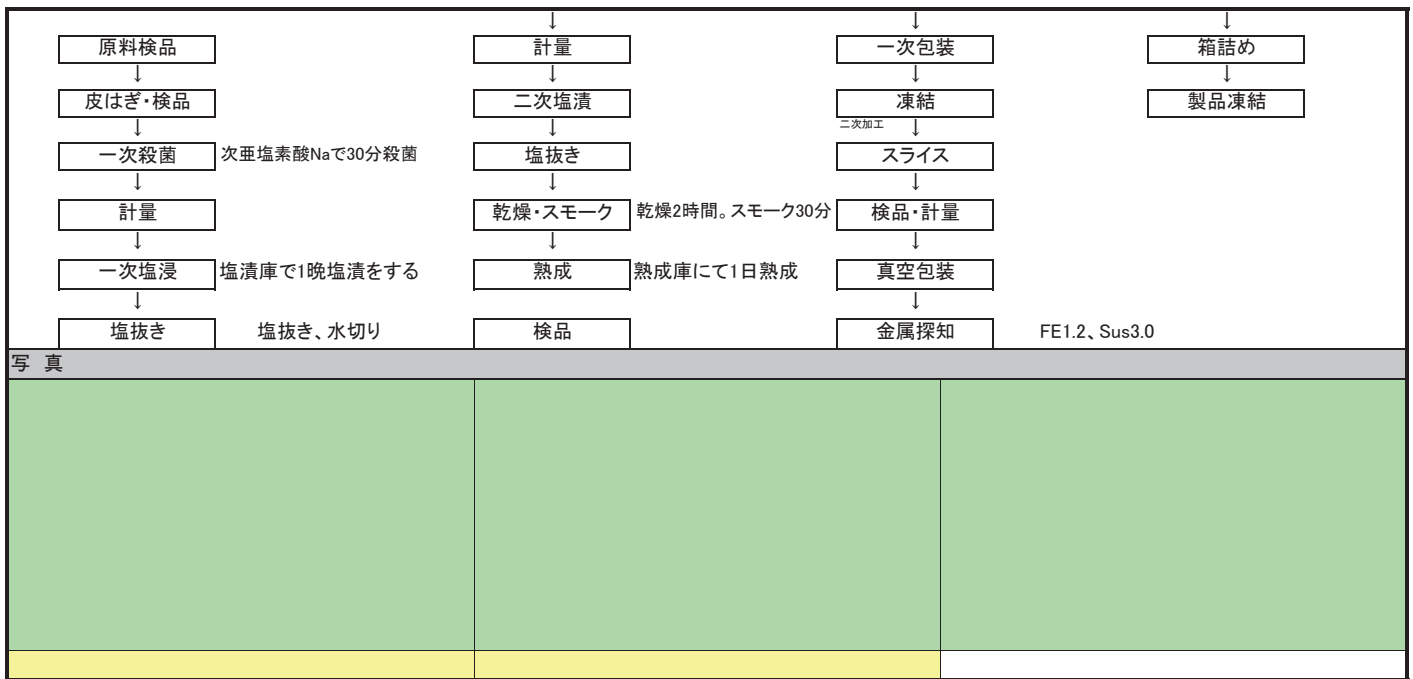 ↓
原料検品
↓
皮はぎ・検品
↓
一次殺菌 次亜塩素酸Naで30分殺菌
↓
計量
↓
一次塩浸 塩漬庫で1晩塩漬をする
↓
塩抜き 塩抜き、水切り
計量
↓
二次塩漬
↓
塩抜き
↓
乾燥・スモーク 乾燥2時間。スモーク30分
↓
熟成 熟成庫にて1日熟成
検品
↓
一次包装
↓
凍結
二次加工 ↓
スライス
↓
検品・計量
↓
真空包装
↓
金属探知 FE1.2、Sus3.0
↓
箱詰め
↓
製品凍結
写 真